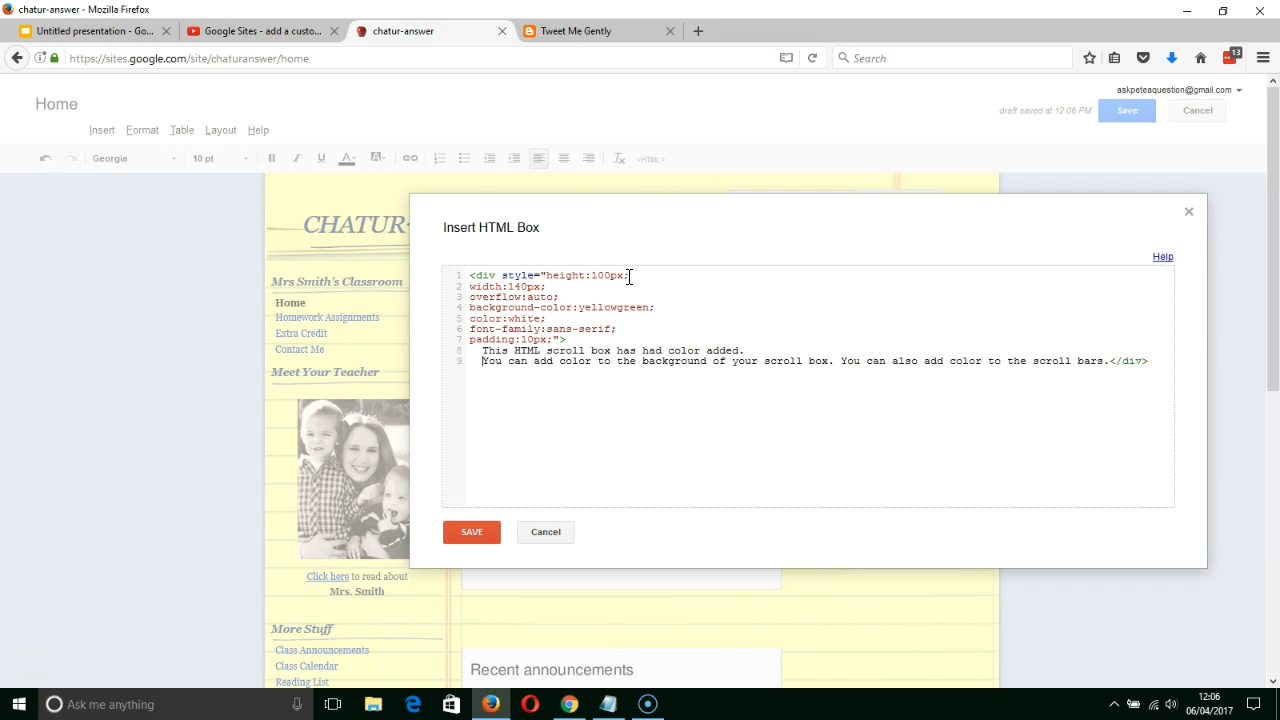 chatur-answer - Mozilla Firefox
Untitled presentation - Go...
Google Sites - add a custo...
chatur-answer
Tweet Me Gently
https://sites.google.com/site/chaturanswer/home
Search
13
askpeteaquestion@gmail.com
Home
draft saved at 12:06 PM
Save
Cancel
Insert Format Table Layout Help
Georgia
10 pt
B I U A A
<HTML>
CHATUR-
Insert HTML Box
Help
1 <div style="height:100px;
2 width:140px;
3 overflow:auto;
4 background-color:yellowgreen;
5 color:white;
6 font-family:sans-serif;
7 padding:10px;">
8 This HTML scroll box has had color added.
9 You can add color to the background of your scroll box. You can also add color to the scroll bars.</div>
SAVE
Cancel
Mrs Smith's Classroom
Home
Homework Assignments
Extra Credit
Contact Me
Meet Your Teacher
Click here to read about
Mrs. Smith
More Stuff
Class Announcements
Class Calendar
Reading List
Recent announcements
Ask me anything
12:06
06/04/2017